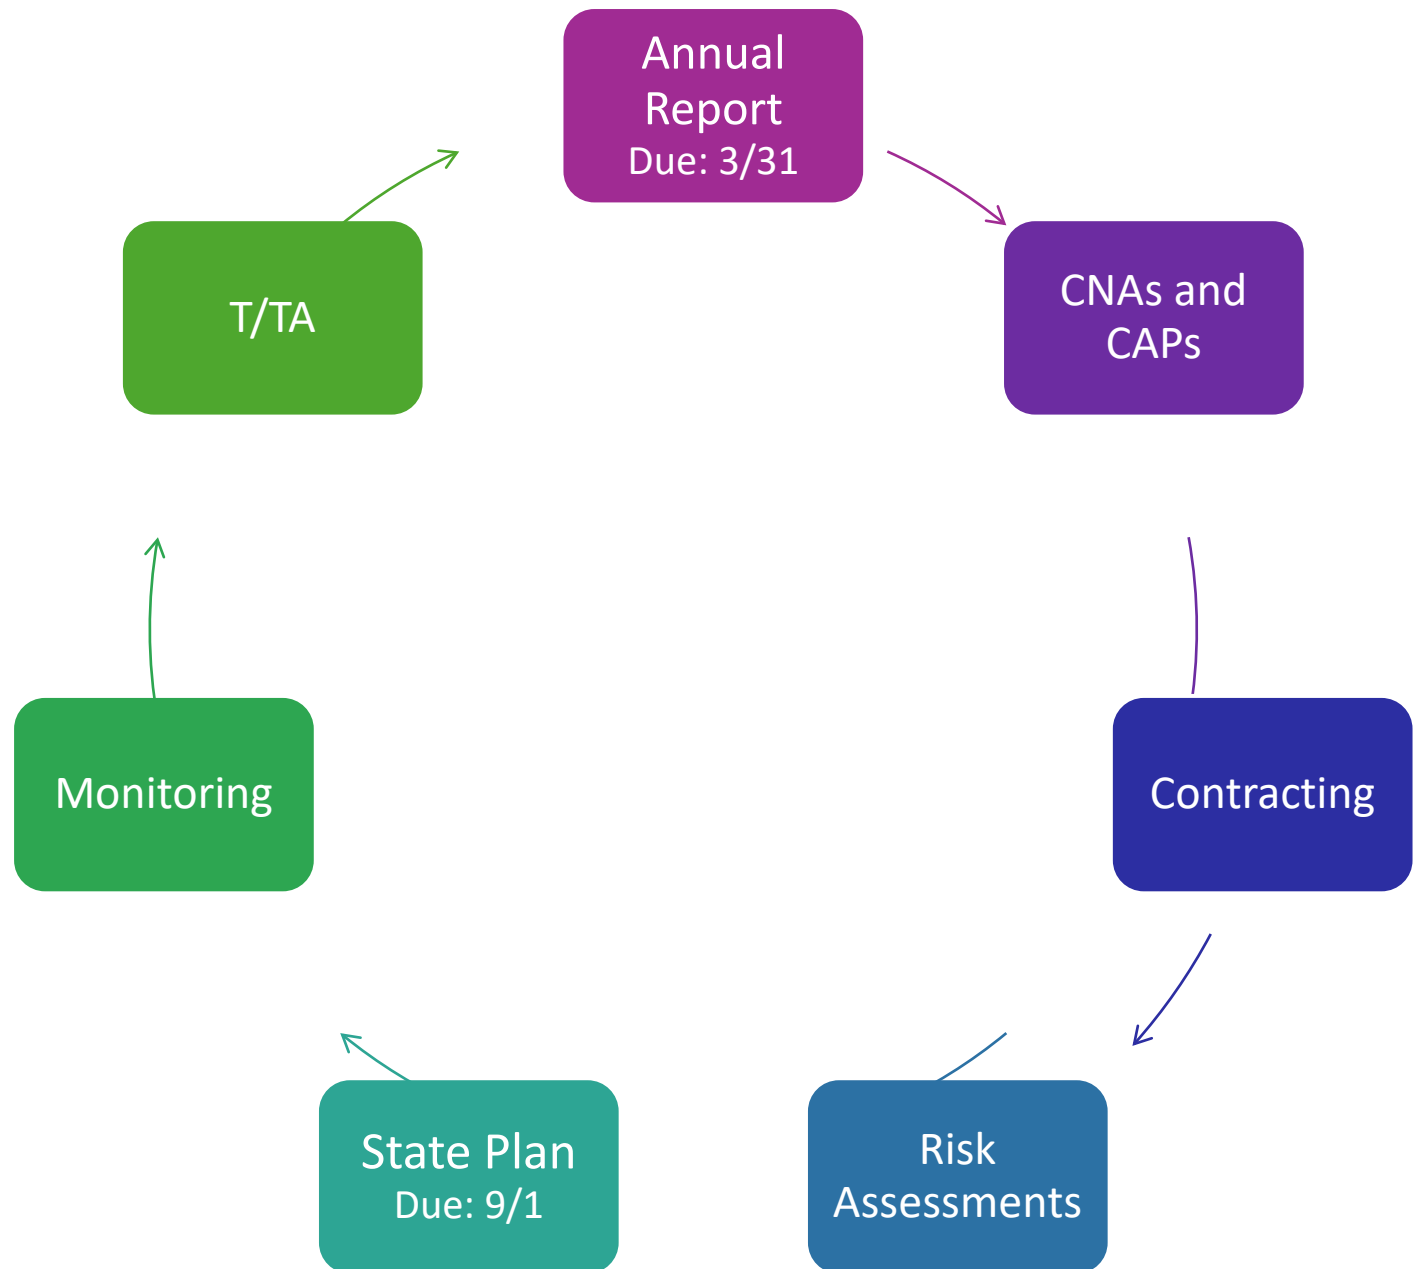 Annual
Report
Due: 3/31
CNAs and
CAPs
Contracting
Risk
Assessments
State Plan
Due: 9/1
Monitoring
T/TA